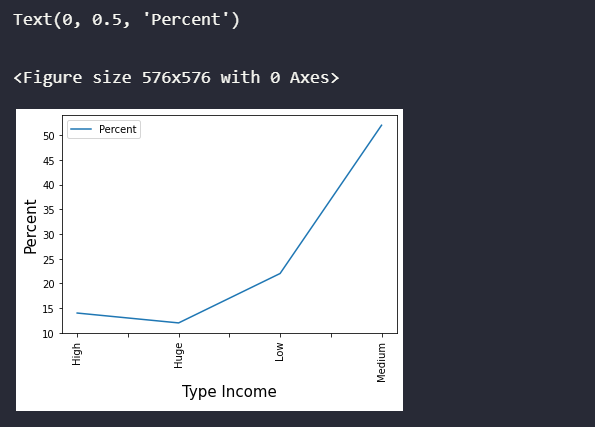 Text(0, 0.5, 'Percent')
<Figure size 576x576 with 0 Axes>
Percent
50
45
40
35
30
25
20
15
10
Percent
High
Huge
Low
Medium
Type Income